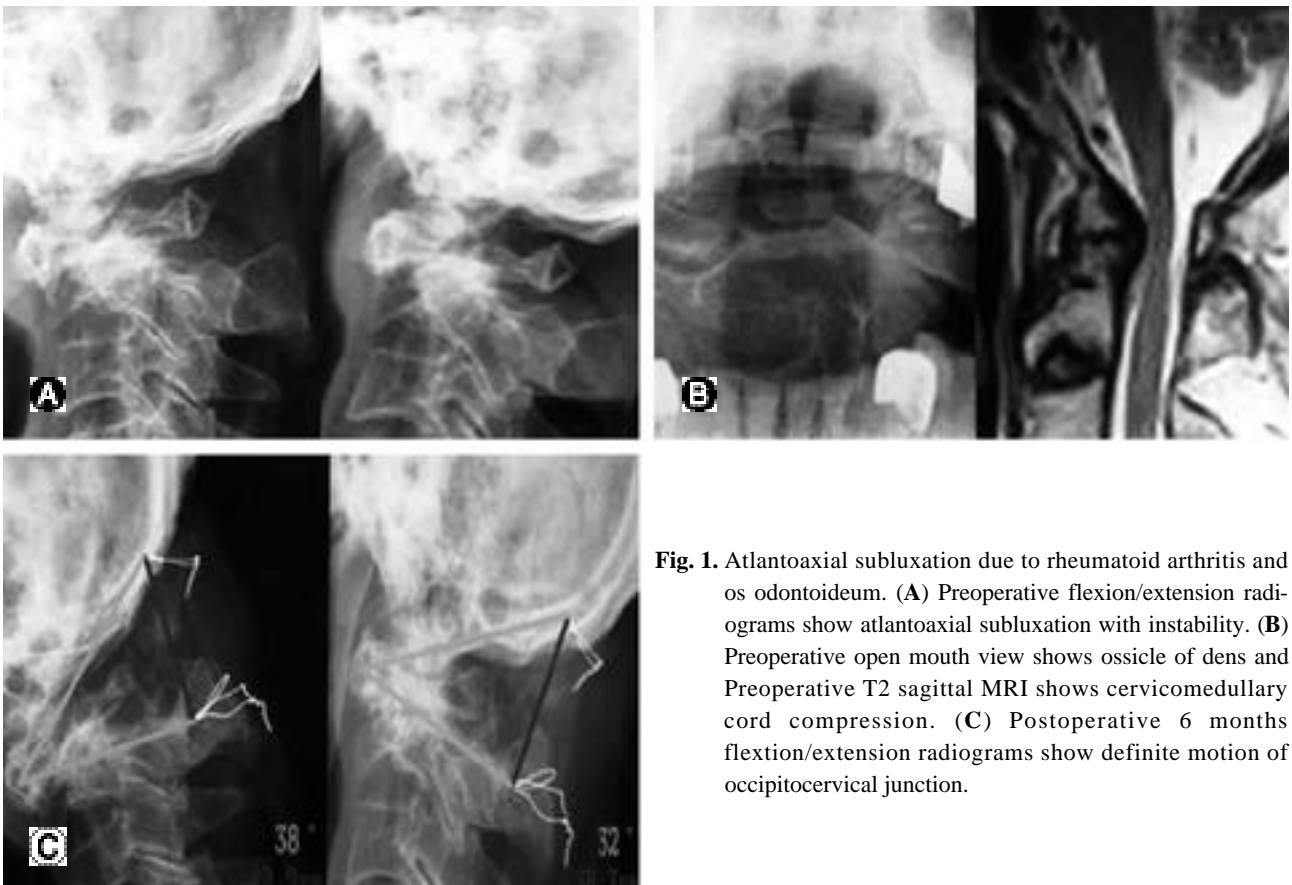 A
B
C
38 °
32 °
Fig. 1. Atlantoaxial subluxation due to rheumatoid arthritis and
os odontoideum. (A) Preoperative flexion/extension radi-
ograms show atlantoaxial subluxation with instability. (B)
Preoperative open mouth view shows ossicle of dens and
Preoperative T2 sagittal MRI shows cervicomedullary
cord compression. (C) Postoperative 6 months
flextion/extension radiograms show definite motion of
occipitocervical junction.